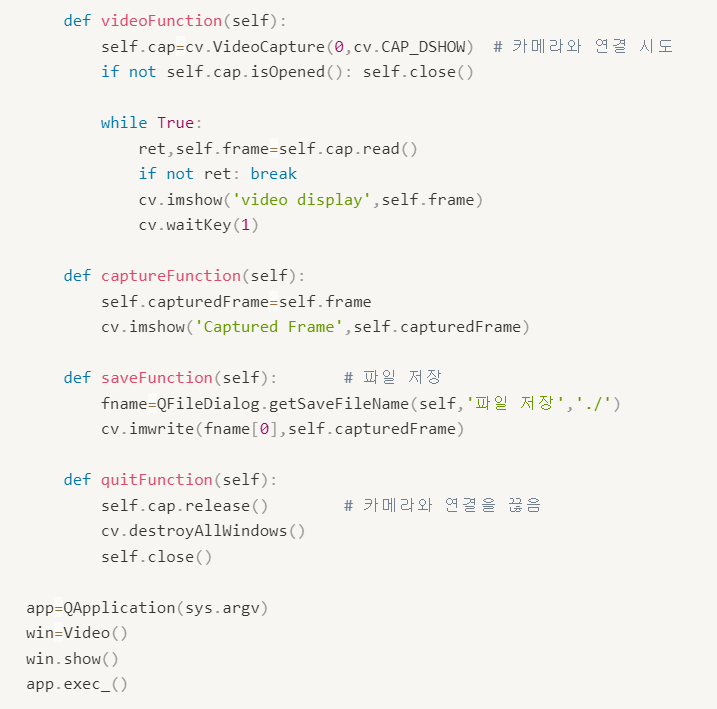 def videoFunction(self):
self.cap=cv.VideoCapture(0,cv.CAP_DSHOW)  # 카메라와 연결 시도
if not self.cap.isOpened(): self.close()
while True:
ret,self.frame=self.cap.read()
if not ret: break
cv.imshow('video display',self.frame)
cv.waitKey(1)
def captureFunction(self):
self.capturedFrame=self.frame
cv.imshow('Captured Frame',self.capturedFrame)
def saveFunction(self):       # 파일 저장
fname=QFileDialog.getSaveFileName(self,'파일 저장','./')
cv.imwrite(fname[0],self.capturedFrame)
def quitFunction(self):
self.cap.release()        # 카메라와 연결을 끊음
cv.destroyAllWindows()
self.close()
app=QApplication(sys.argv)
win=Video()
win.show()
app.exec_()